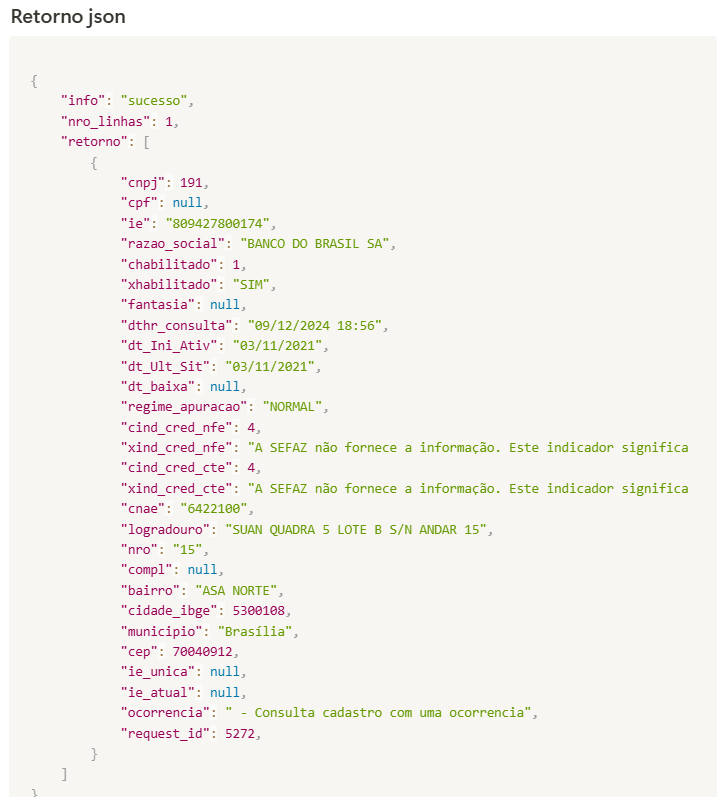 Retorno json
{
"info": "sucesso",
"nro_linhas": 1,
"retorno": [
{
"cnpj": 191,
"cpf": null,
"ie": "809427800174",
"razao_social": "BANCO DO BRASIL SA",
"chabilitado": 1,
"xhabilitado": "SIM",
"fantasia": null,
"dthr_consulta": "09/12/2024 18:56",
"dt_Ini_Ativ": "03/11/2021",
"dt_Ult_Sit": "03/11/2021",
"dt_baixa": null,
"regime_apuracao": "NORMAL",
"cind_cred_nfe": 4,
"xind_cred_nfe": "A SEFAZ não fornece a informação. Este indicador significa
"cind_cred_cte": 4,
"xind_cred_cte": "A SEFAZ não fornece a informação. Este indicador significa
"cnae": "6422100",
"logradouro": "SUAN QUADRA 5 LOTE B S/N ANDAR 15",
"nro": "15",
"compl": null,
"bairro": "ASA NORTE",
"cidade_ibge": 5300108,
"municipio": "Brasília",
"cep": 70040912,
"ie_unica": null,
"ie_atual": null,
"ocorrencia": " - Consulta cadastro com uma ocorrencia",
"request_id": 5272,
}
]
}